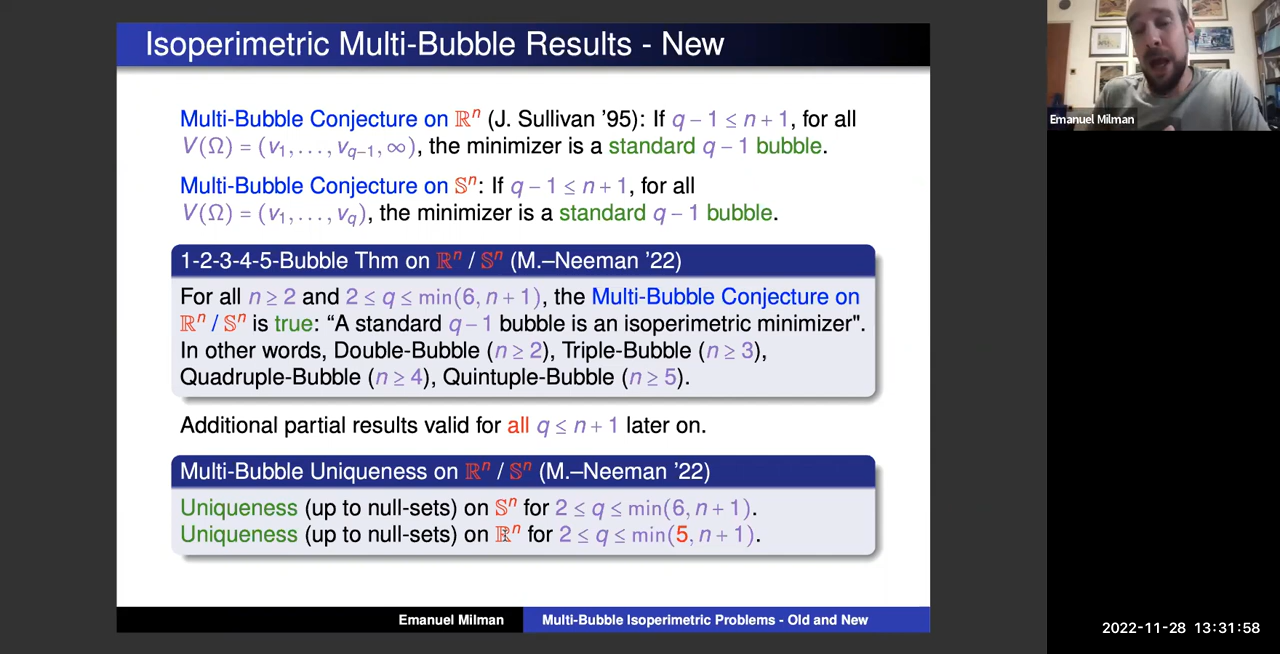 Isoperimetric Multi-Bubble Results - New
Multi-Bubble Conjecture on ℝⁿ (J. Sullivan '95): If q − 1 ≤ n + 1, for all
V(Ω) = (v₁, . . . , v_{q−1}, ∞), the minimizer is a standard q − 1 bubble.
Multi-Bubble Conjecture on 𝕊ⁿ: If q − 1 ≤ n + 1, for all
V(Ω) = (v₁, . . . , v_q), the minimizer is a standard q − 1 bubble.
1-2-3-4-5-Bubble Thm on ℝⁿ / 𝕊ⁿ (M.–Neeman '22)
For all n ≥ 2 and 2 ≤ q ≤ min(6, n + 1), the Multi-Bubble Conjecture on
ℝⁿ / 𝕊ⁿ is true: “A standard q − 1 bubble is an isoperimetric minimizer".
In other words, Double-Bubble (n ≥ 2), Triple-Bubble (n ≥ 3),
Quadruple-Bubble (n ≥ 4), Quintuple-Bubble (n ≥ 5).
Additional partial results valid for all q ≤ n + 1 later on.
Multi-Bubble Uniqueness on ℝⁿ / 𝕊ⁿ (M.–Neeman '22)
Uniqueness (up to null-sets) on 𝕊ⁿ for 2 ≤ q ≤ min(6, n + 1).
Uniqueness (up to null-sets) on ℝⁿ for 2 ≤ q ≤ min(5, n + 1).
Emanuel Milman
Multi-Bubble Isoperimetric Problems - Old and New
Emanuel Milman
2022-11-28 13:31:58